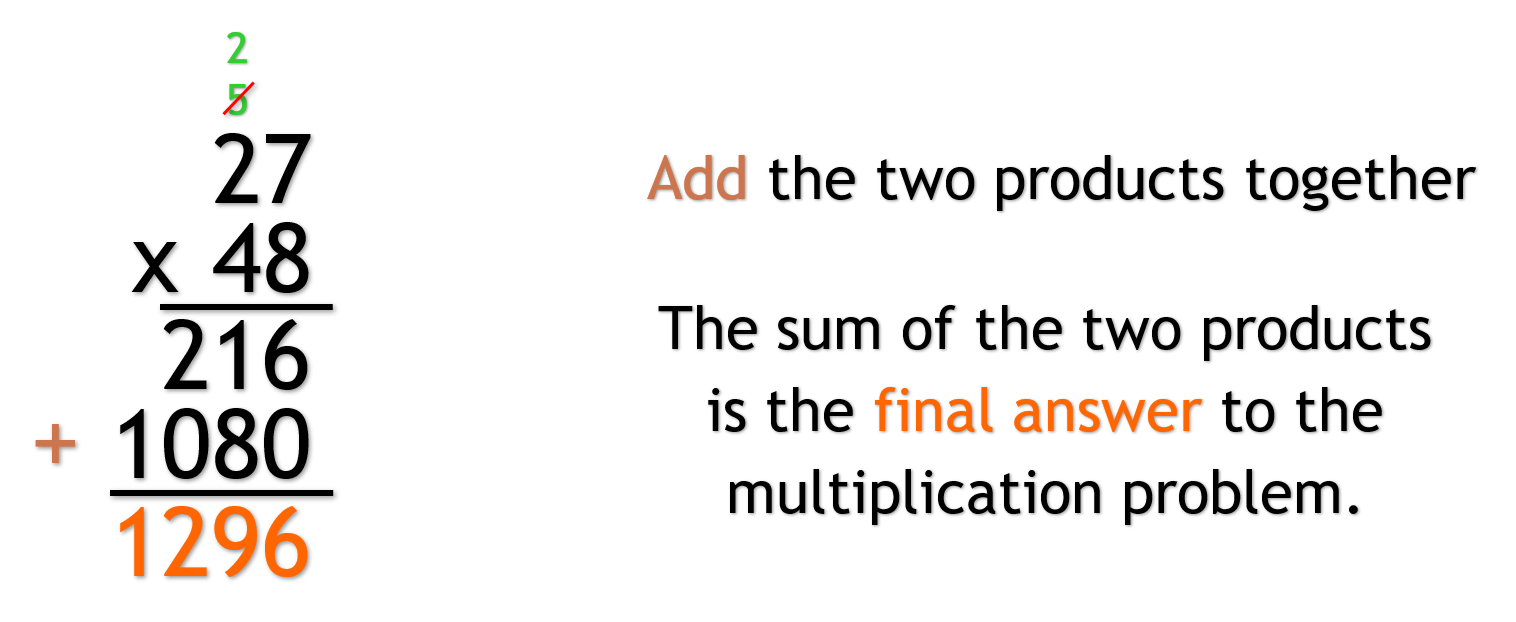 2
5
27
x 48
216
+ 1080
1296
Add the two products together
The sum of the two products
is the final answer to the
multiplication problem.